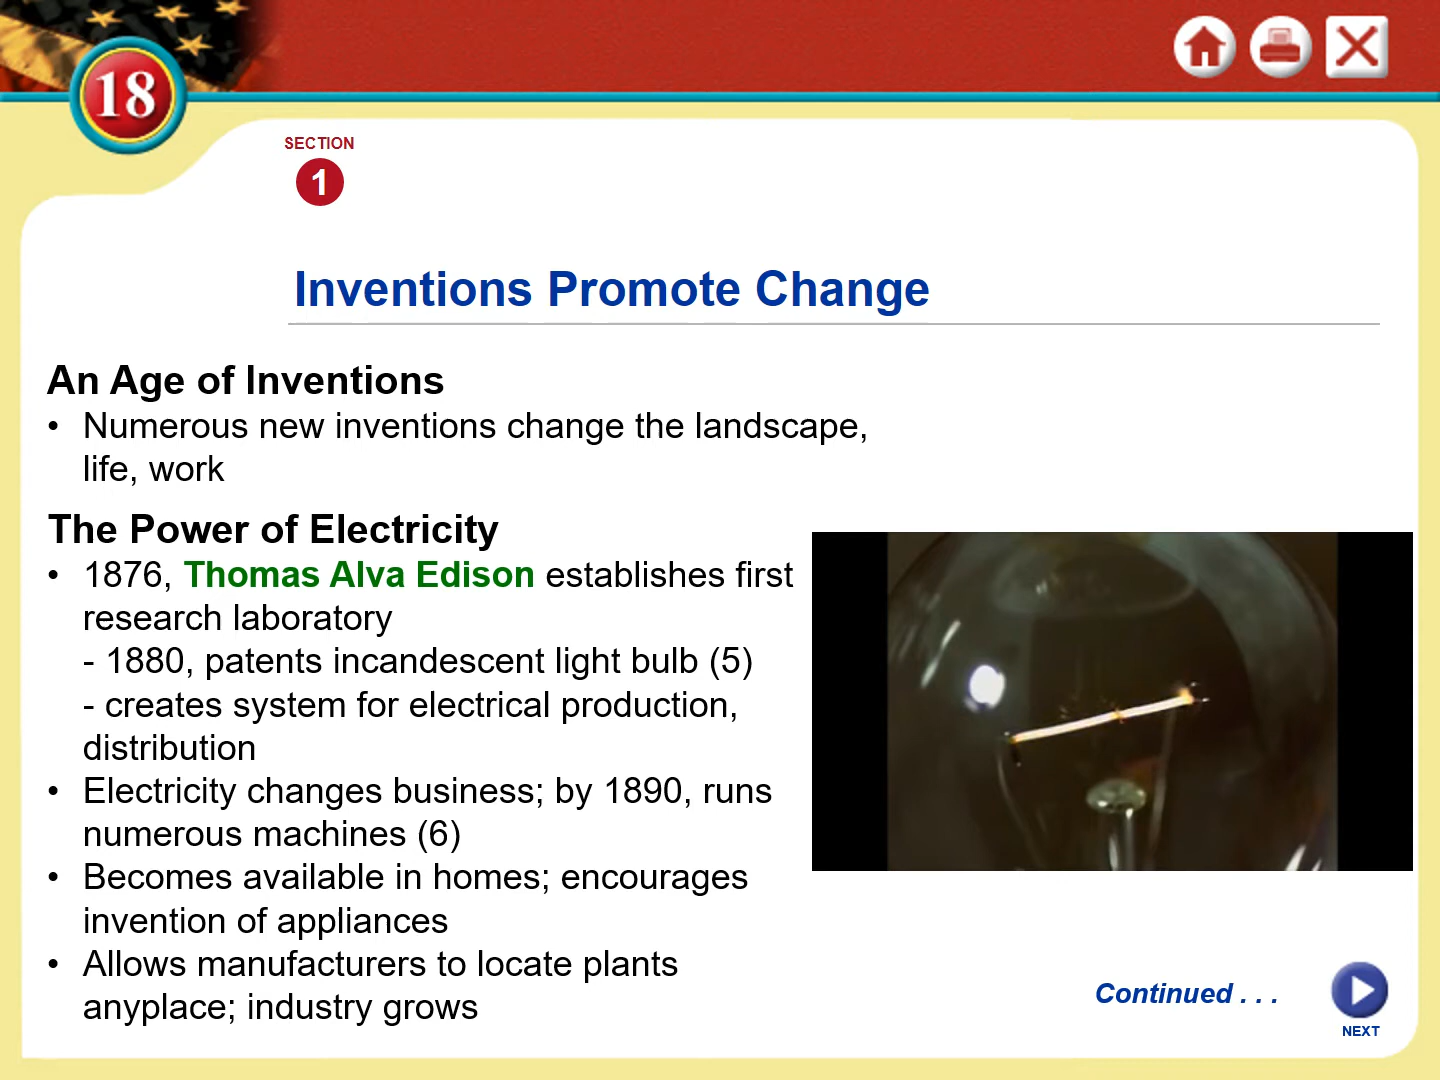 18
SECTION
1
Inventions Promote Change
An Age of Inventions
• Numerous new inventions change the landscape,
life, work
The Power of Electricity
• 1876, Thomas Alva Edison establishes first
research laboratory
- 1880, patents incandescent light bulb (5)
- creates system for electrical production,
distribution
• Electricity changes business; by 1890, runs
numerous machines (6)
• Becomes available in homes; encourages
invention of appliances
• Allows manufacturers to locate plants
anyplace; industry grows
Continued . . .
NEXT